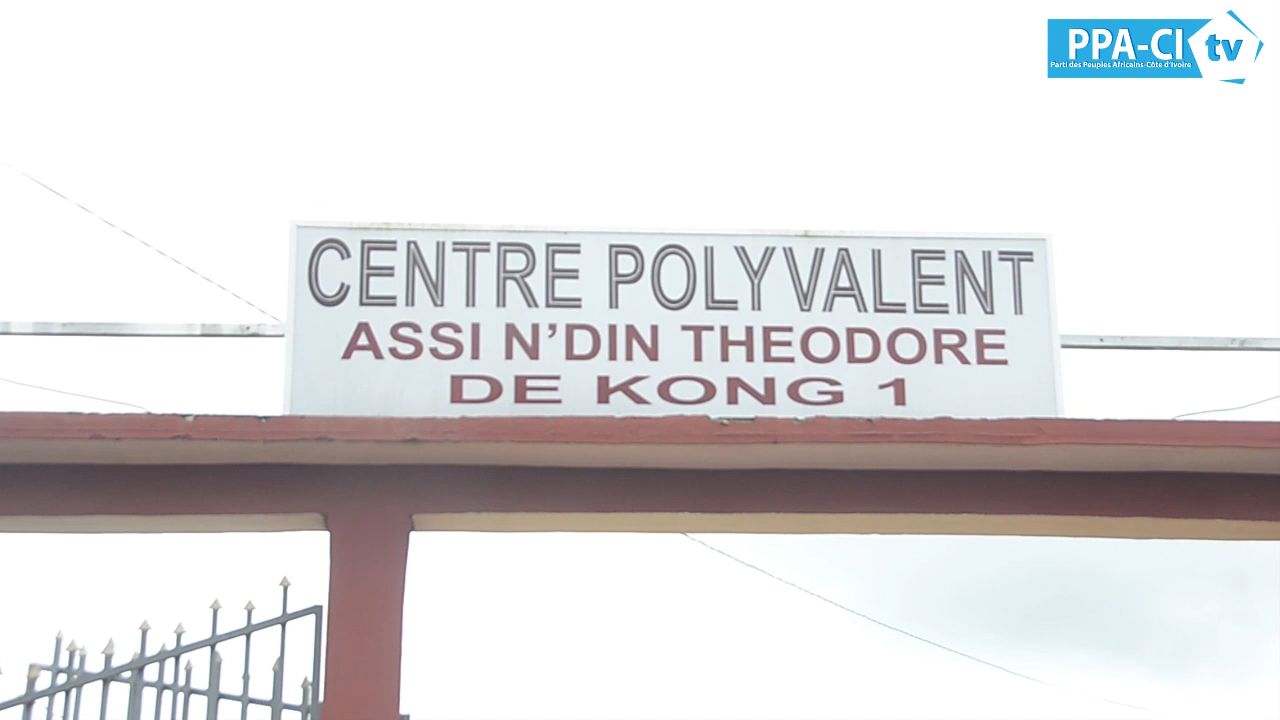 PPA-CI tv
Parti des Peuples Africains-Côte d'Ivoire
CENTRE POLYVALENT
ASSI N'DIN THEODORE
DE KONG 1